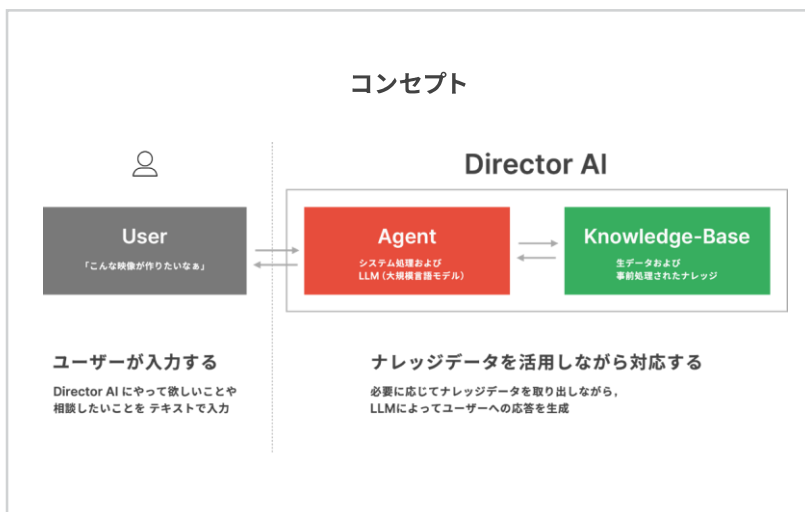 コンセプト
Director AI
User
「こんな映像が作りたいなぁ」
Agent
システム処理および
LLM（大規模言語モデル）
Knowledge-Base
生データおよび
事前処理されたナレッジ
ユーザーが入力する
Director AI にやって欲しいことや
相談したいことを テキストで入力
ナレッジデータを活用しながら対応する
必要に応じてナレッジデータを取り出しながら，
LLMによってユーザーへの応答を生成